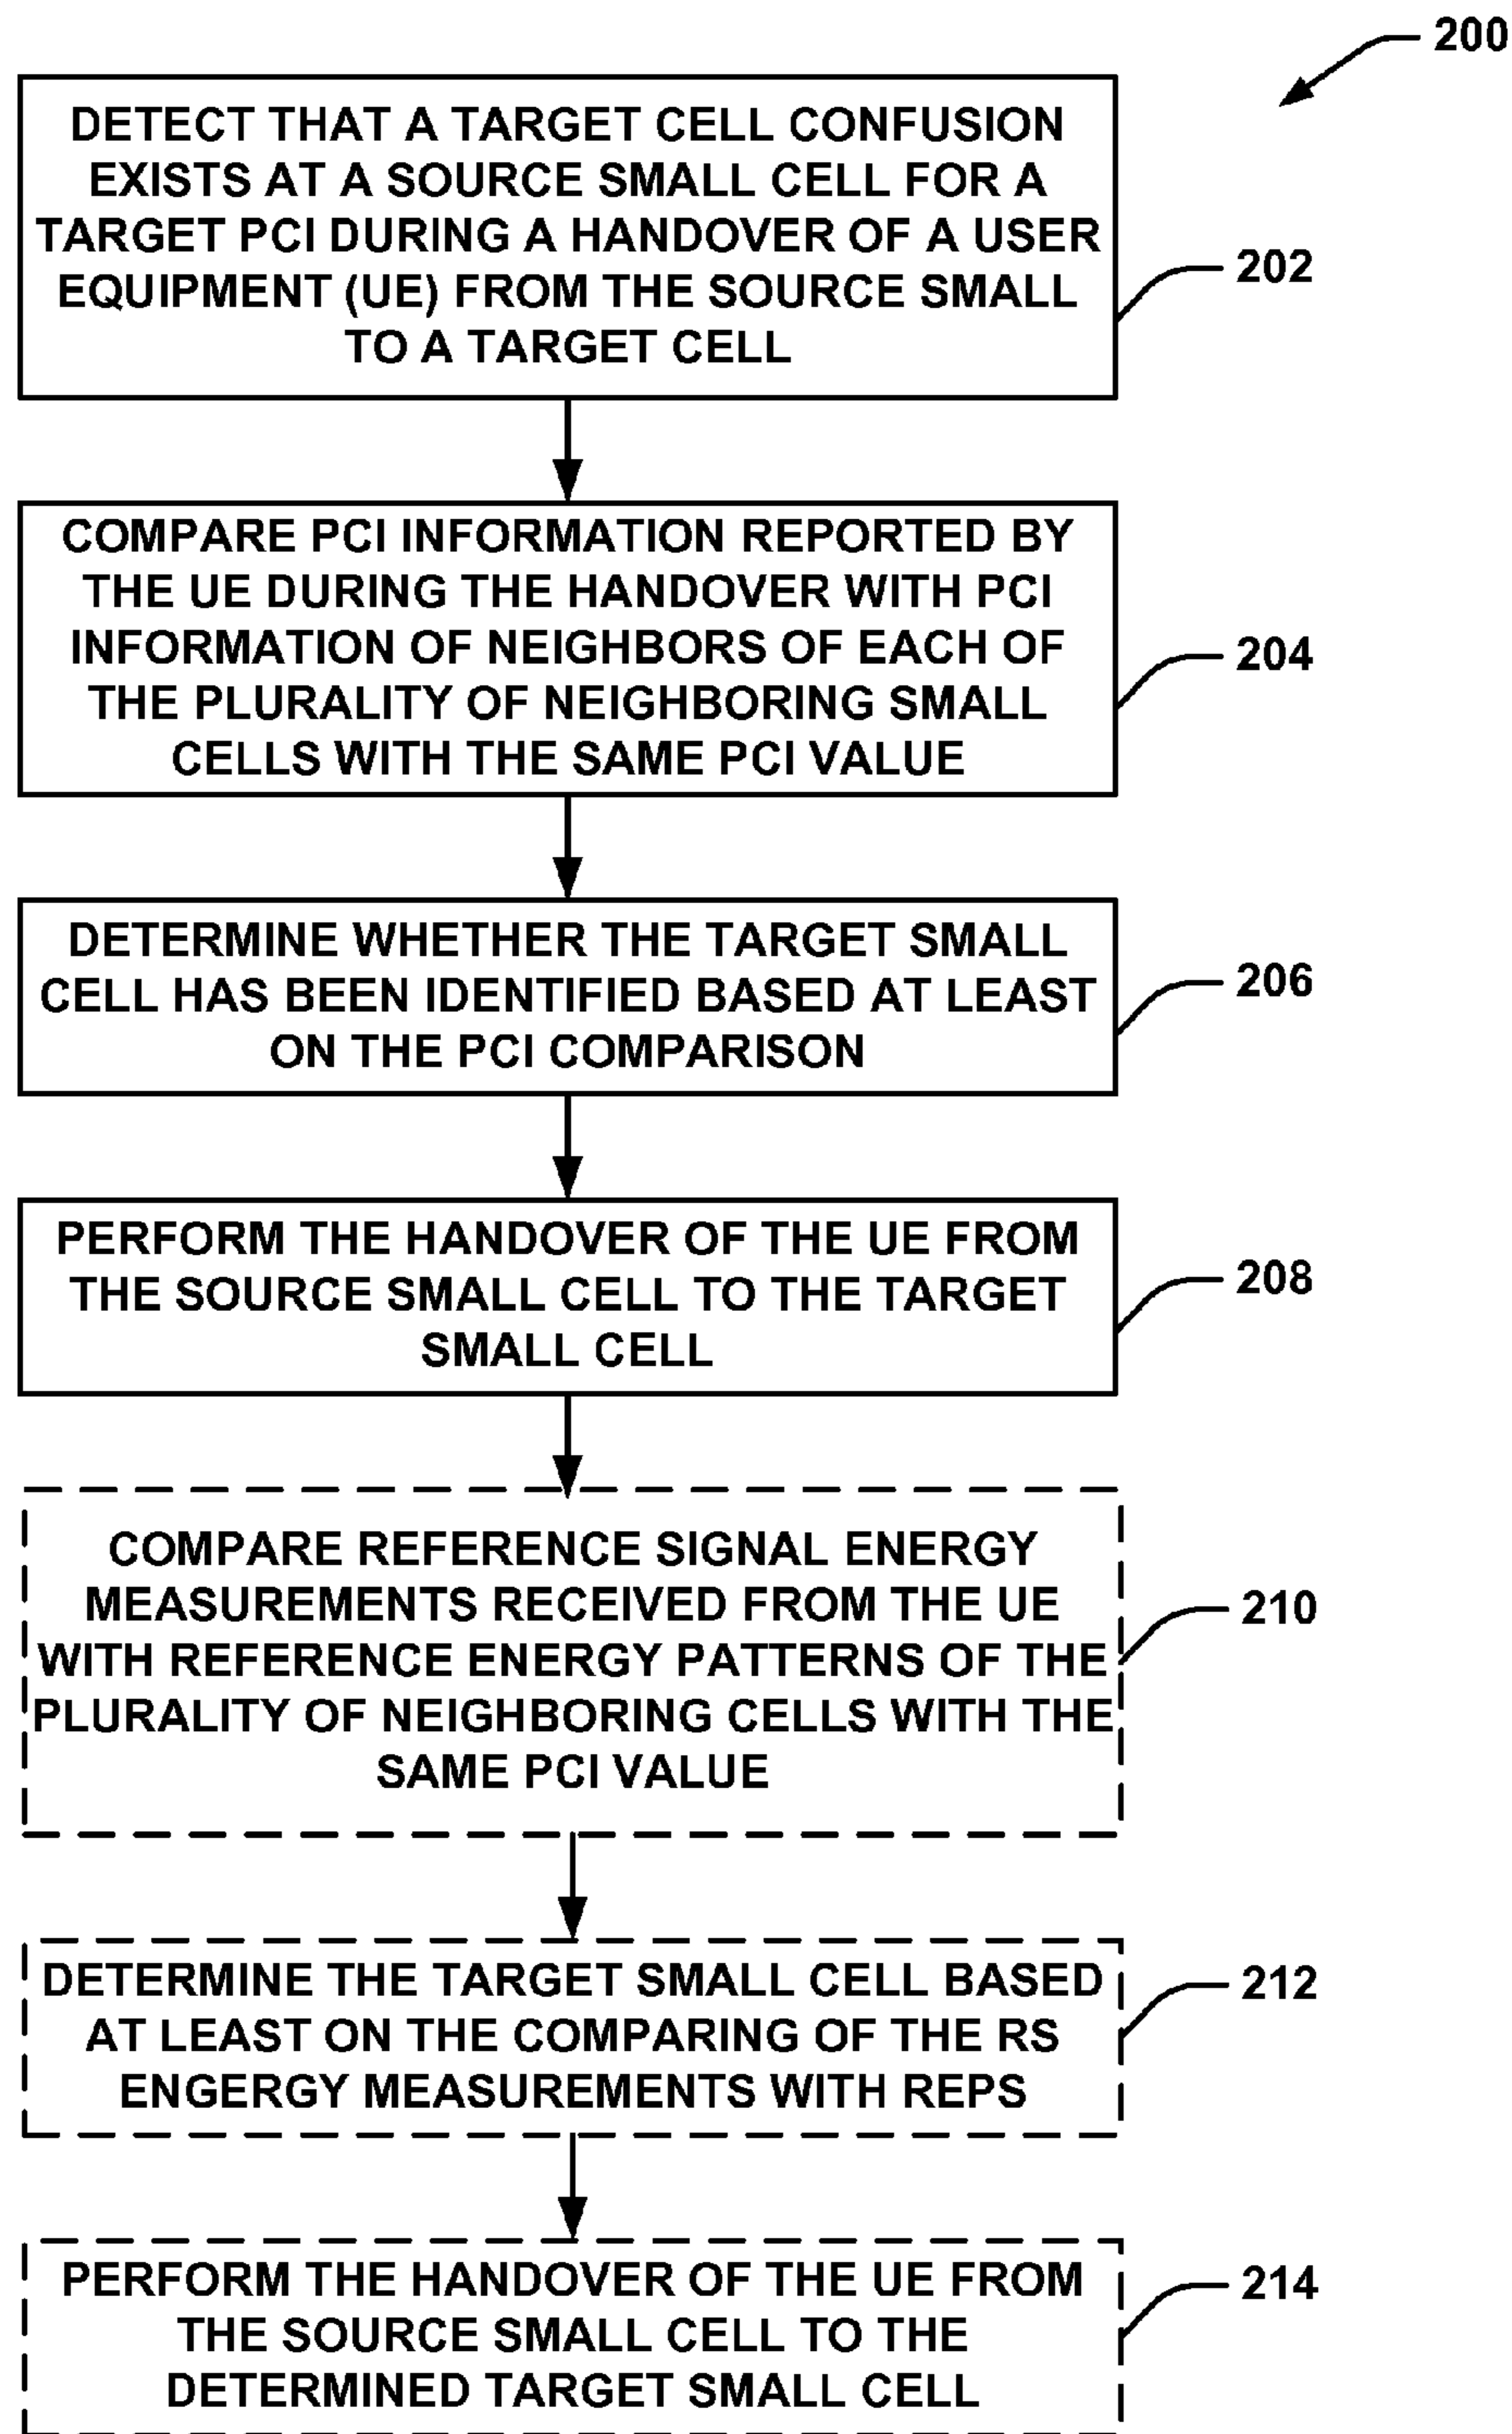 200
DETECT THAT A TARGET CELL CONFUSION
EXISTS AT A SOURCE SMALL CELL FOR A
TARGET PCI DURING A HANDOVER OF A USER
EQUIPMENT (UE) FROM THE SOURCE SMALL
TO A TARGET CELL
202
COMPARE PCI INFORMATION REPORTED BY
THE UE DURING THE HANDOVER WITH PCI
INFORMATION OF NEIGHBORS OF EACH OF
THE PLURALITY OF NEIGHBORING SMALL
CELLS WITH THE SAME PCI VALUE
204
DETERMINE WHETHER THE TARGET SMALL
CELL HAS BEEN IDENTIFIED BASED AT LEAST
ON THE PCI COMPARISON
206
PERFORM THE HANDOVER OF THE UE FROM
THE SOURCE SMALL CELL TO THE TARGET
SMALL CELL
208
COMPARE REFERENCE SIGNAL ENERGY
MEASUREMENTS RECEIVED FROM THE UE
WITH REFERENCE ENERGY PATTERNS OF THE
PLURALITY OF NEIGHBORING CELLS WITH THE
SAME PCI VALUE
210
DETERMINE THE TARGET SMALL CELL BASED
AT LEAST ON THE COMPARING OF THE RS
ENGERGY MEASUREMENTS WITH REPS
212
PERFORM THE HANDOVER OF THE UE FROM
THE SOURCE SMALL CELL TO THE
DETERMINED TARGET SMALL CELL
214